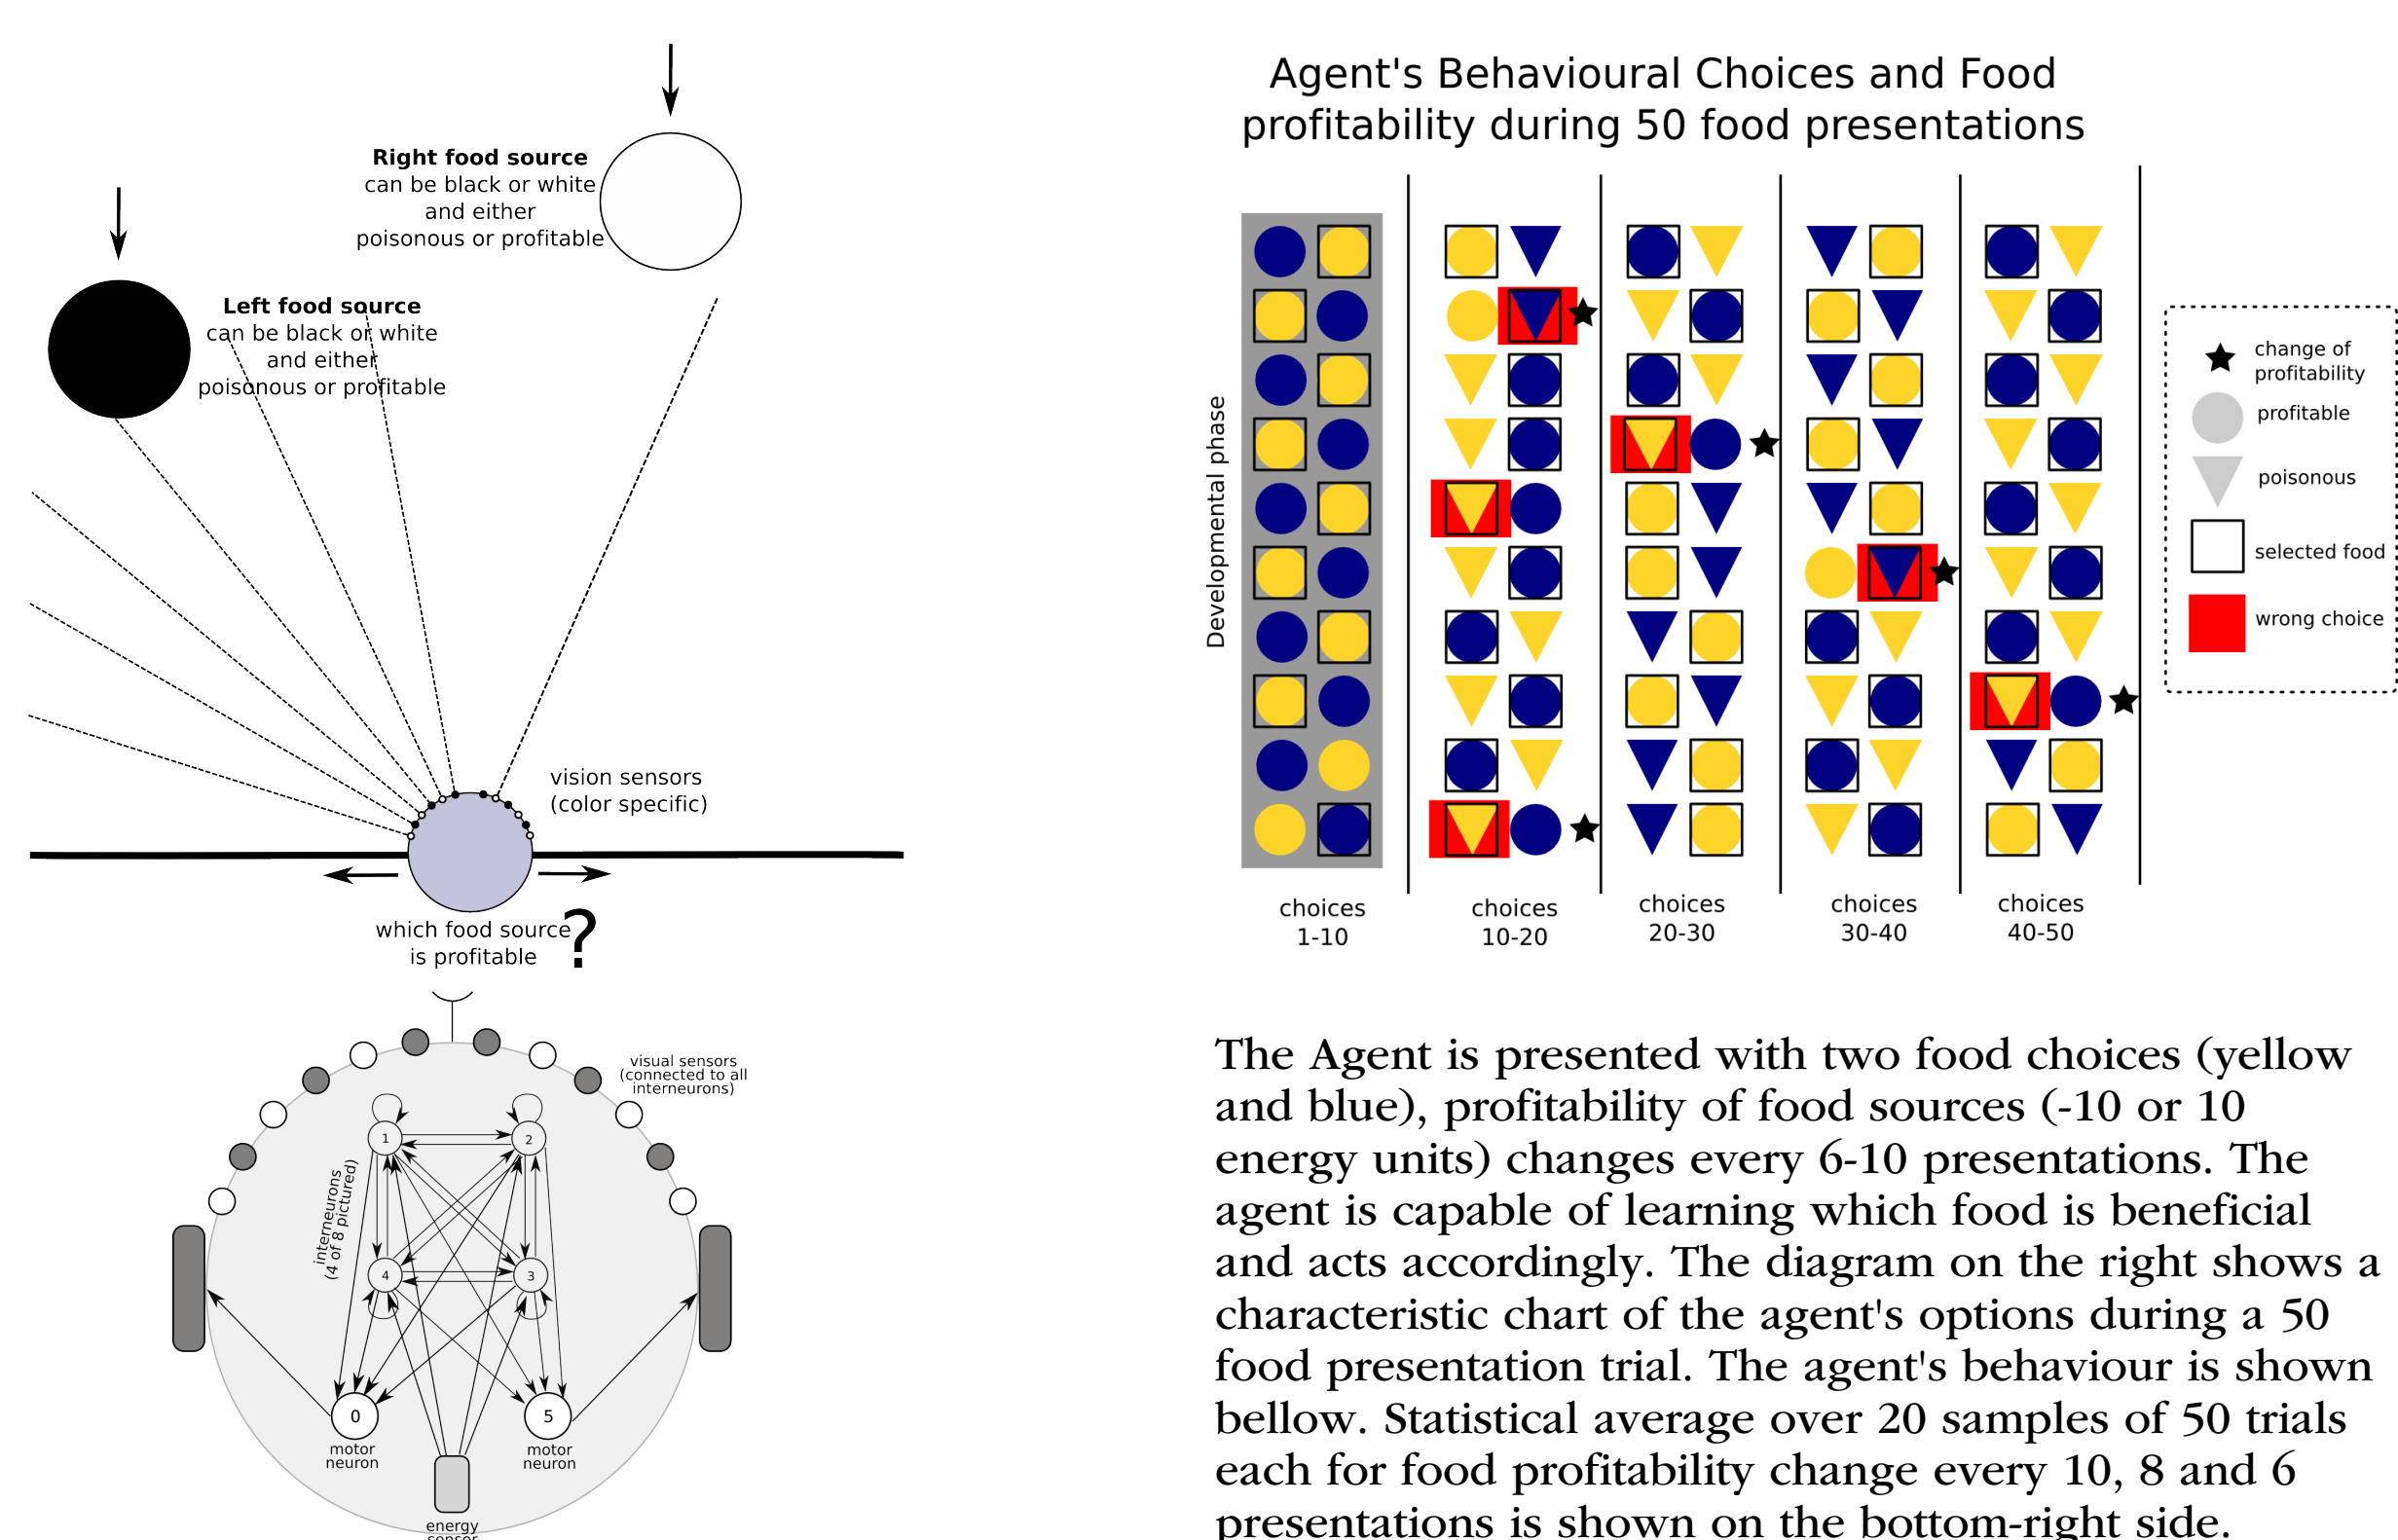 Right food source
can be black or white
and either
poisonous or profitable
Left food source
can be black or white
and either
poisonous or profitable
vision sensors
(color specific)
which food source
is profitable
?
visual sensors
(connected to all
interneurons)
interneurons
(4 of 8 pictured)
1
2
4
3
0
5
motor
neuron
motor
neuron
energy
sensor
Agent's Behavioural Choices and Food
profitability during 50 food presentations
Developmental phase
choices
1-10
choices
10-20
choices
20-30
choices
30-40
choices
40-50
change of
profitability
profitable
poisonous
selected food
wrong choice
The Agent is presented with two food choices (yellow
and blue), profitability of food sources (-10 or 10
energy units) changes every 6-10 presentations. The
agent is capable of learning which food is beneficial
and acts accordingly. The diagram on the right shows a
characteristic chart of the agent's options during a 50
food presentation trial. The agent's behaviour is shown
bellow. Statistical average over 20 samples of 50 trials
each for food profitability change every 10, 8 and 6
presentations is shown on the bottom-right side.